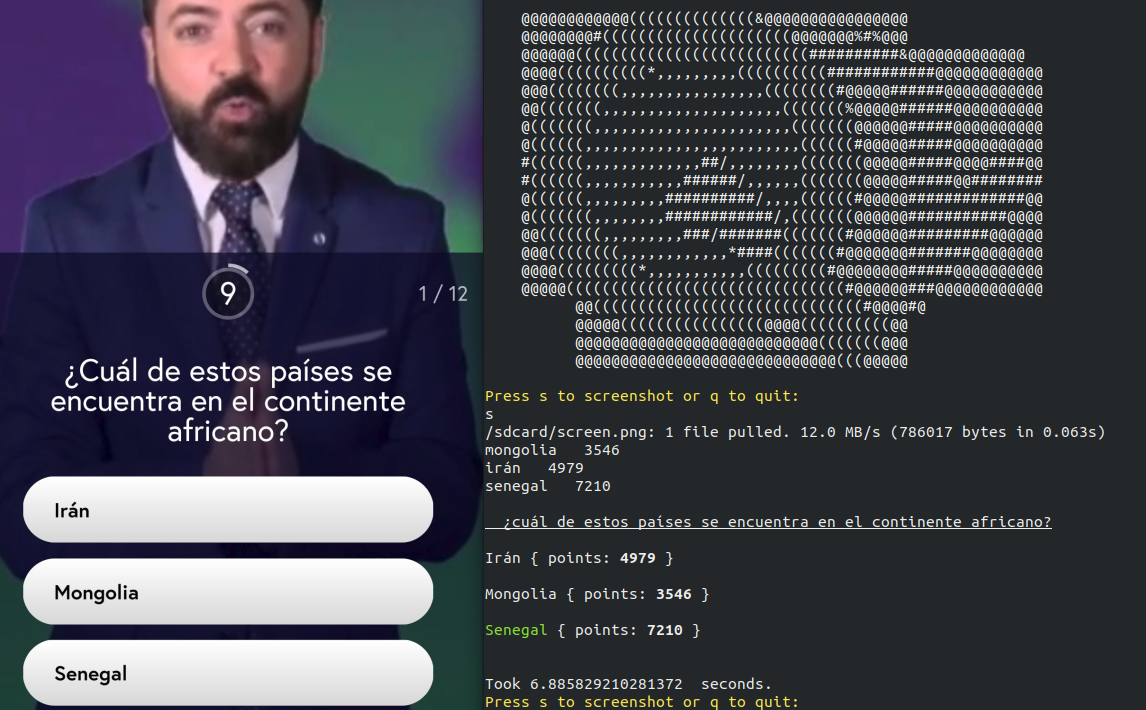 9
1 / 12
¿Cuál de estos países se
encuentra en el continente
africano?
Irán
Mongolia
Senegal
Press s to screenshot or q to quit:
s
/sdcard/screen.png: 1 file pulled. 12.0 MB/s (786017 bytes in 0.063s)
mongolia   3546
irán   4979
senegal   7210
¿cuál de estos países se encuentra en el continente africano?
Irán { points: 4979 }
Mongolia { points: 3546 }
Senegal { points: 7210 }
Took 6.885829210281372  seconds.
Press s to screenshot or q to quit: